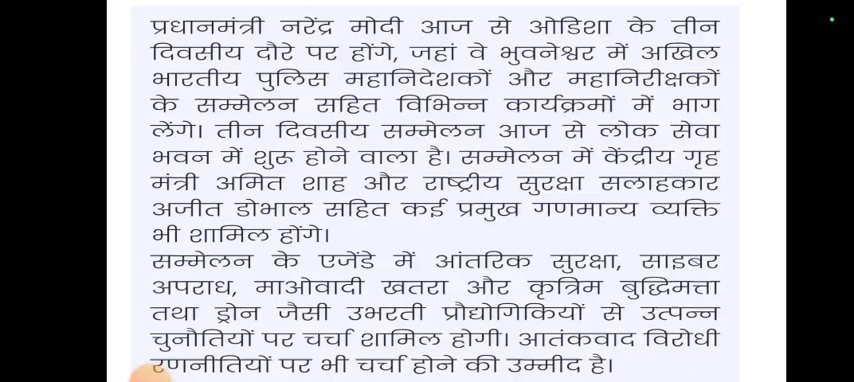 प्रधानमंत्री नरेंद्र मोदी आज से ओडिशा के तीन
दिवसीय दौरे पर होंगे, जहां वे भुवनेश्वर में अखिल
भारतीय पुलिस महानिदेशकों और महानिरीक्षकों
के सम्मेलन सहित विभिन्न कार्यक्रमों में भाग
लेंगे। तीन दिवसीय सम्मेलन आज से लोक सेवा
भवन में शुरू होने वाला है। सम्मेलन में केंद्रीय गृह
मंत्री अमित शाह और राष्ट्रीय सुरक्षा सलाहकार
अजीत डोभाल सहित कई प्रमुख गणमान्य व्यक्ति
भी शामिल होंगे।
सम्मेलन के एजेंडे में आंतरिक सुरक्षा, साइबर
अपराध, माओवादी खतरा और कृत्रिम बुद्धिमत्ता
तथा ड्रोन जैसी उभरती प्रौद्योगिकियों से उत्पन्न
चुनौतियों पर चर्चा शामिल होगी। आतंकवाद विरोधी
रणनीतियों पर भी चर्चा होने की उम्मीद है।